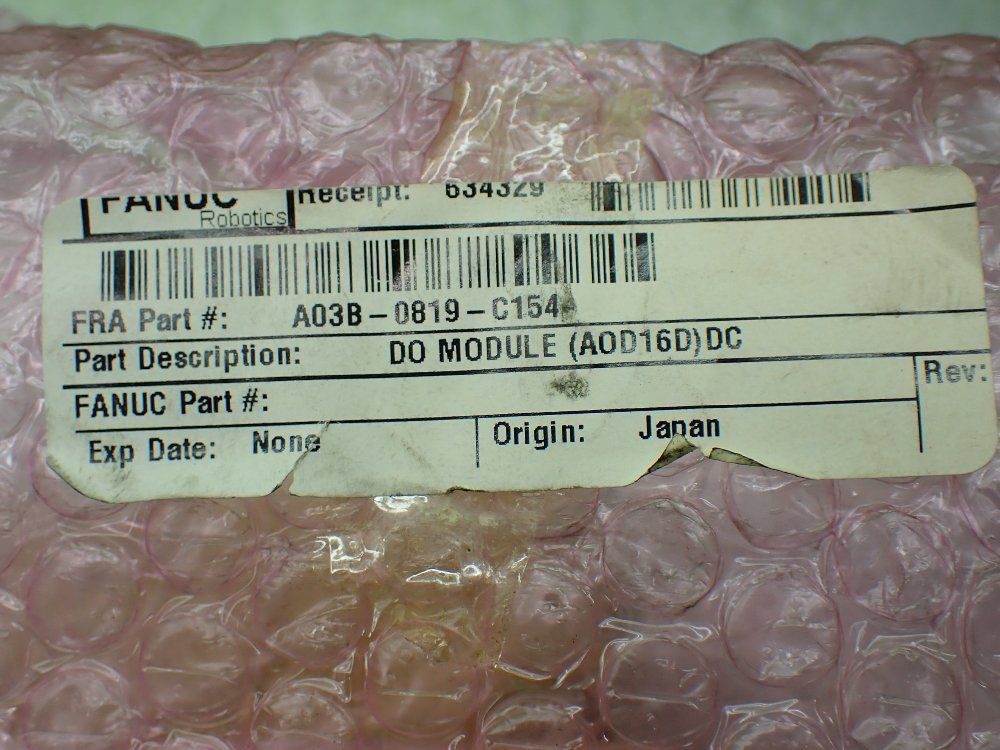 FANUC Robotics Receipt: 634329
FRA Part #: A03B-0819-C154
Part Description: DO MODULE (AOD16D)DC
FANUC Part #:
Rev:
Exp Date: None Origin: Japan